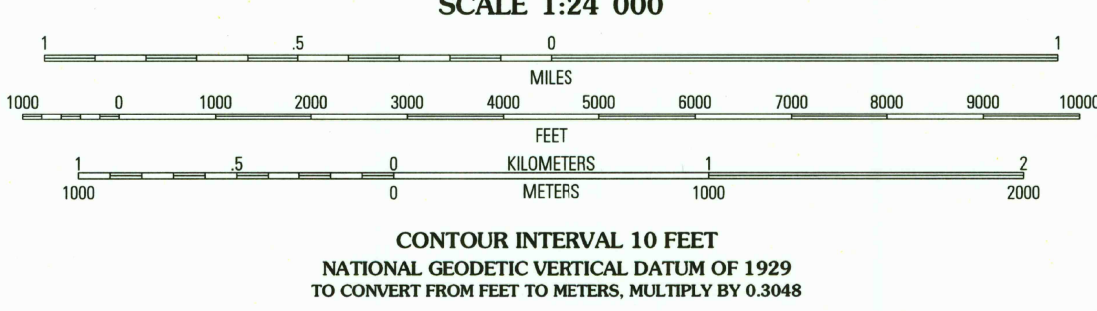 SCALE 1:24 000
1 .5 0 1
MILES
1000 0 1000 2000 3000 4000 5000 6000 7000 8000 9000 10000
FEET
1 .5 0 KILOMETERS 1 2
1000 0 METERS 1000 2000
CONTOUR INTERVAL 10 FEET
NATIONAL GEODETIC VERTICAL DATUM OF 1929
TO CONVERT FROM FEET TO METERS, MULTIPLY BY 0.3048